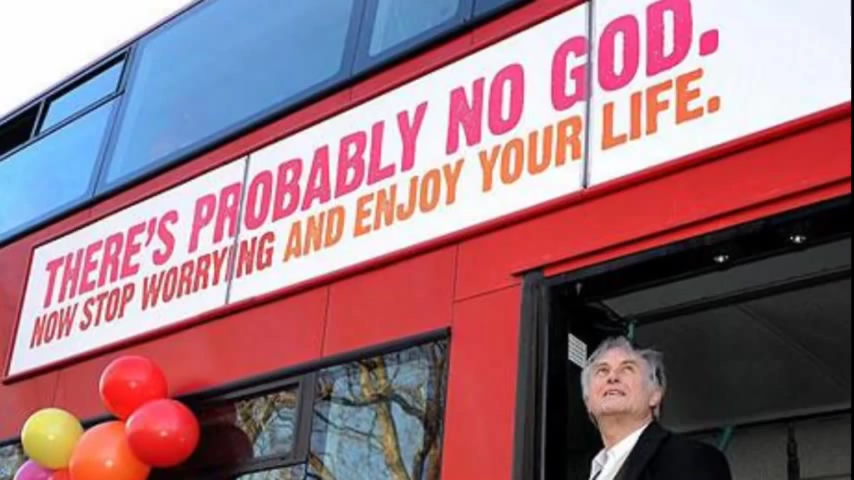 THERE'S PROBABLY NO GOD.
NOW STOP WORRYING AND ENJOY YOUR LIFE.